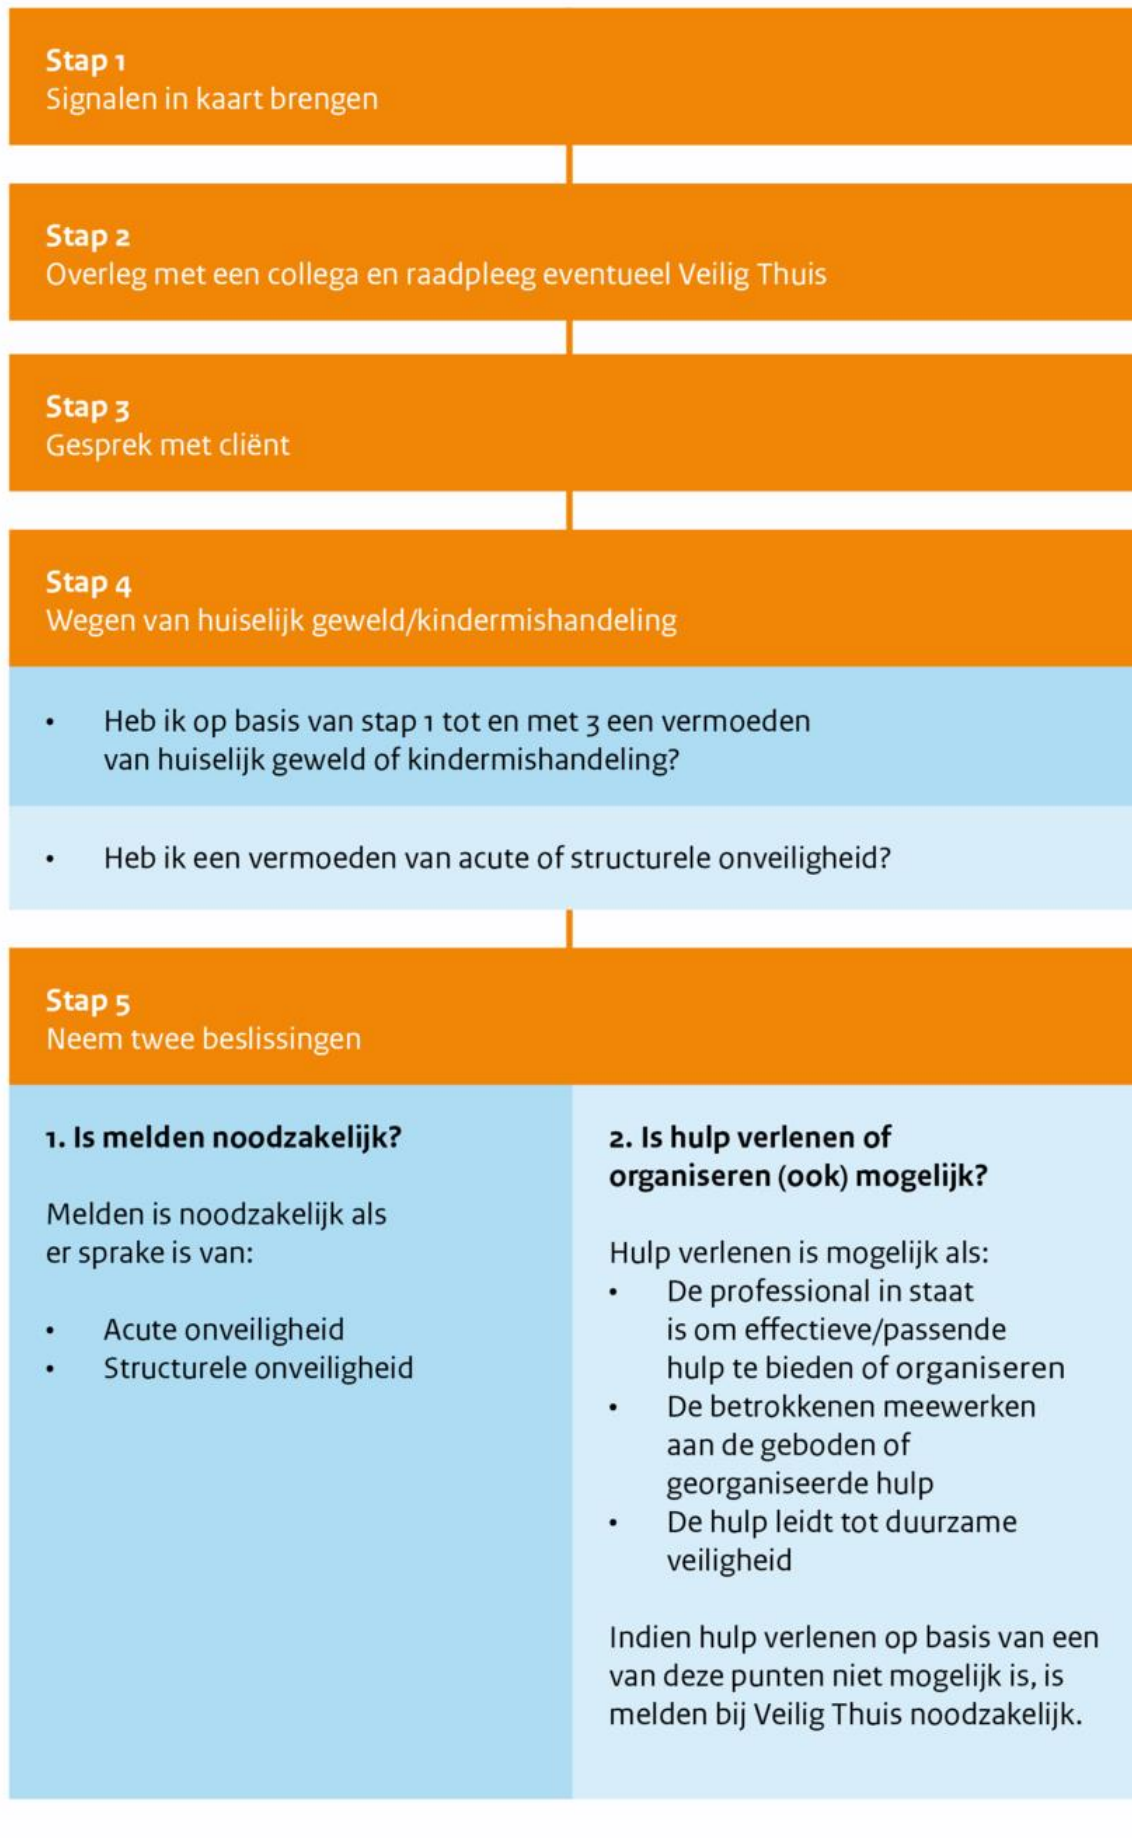 Stap 1
Signalen in kaart brengen
Stap 2
Overleg met een collega en raadpleeg eventueel Veilig Thuis
Stap 3
Gesprek met cliënt
Stap 4
Wegen van huiselijk geweld/kindermishandeling
• Heb ik op basis van stap 1 tot en met 3 een vermoeden
van huiselijk geweld of kindermishandeling?
• Heb ik een vermoeden van acute of structurele onveiligheid?
Stap 5
Neem twee beslissingen
1. Is melden noodzakelijk?
Melden is noodzakelijk als
er sprake is van:
• Acute onveiligheid
• Structurele onveiligheid
2. Is hulp verlenen of
organiseren (ook) mogelijk?
Hulp verlenen is mogelijk als:
• De professional in staat
is om effectieve/passende
hulp te bieden of organiseren
• De betrokkenen meewerken
aan de geboden of
georganiseerde hulp
• De hulp leidt tot duurzame
veiligheid
Indien hulp verlenen op basis van een
van deze punten niet mogelijk is, is
melden bij Veilig Thuis noodzakelijk.